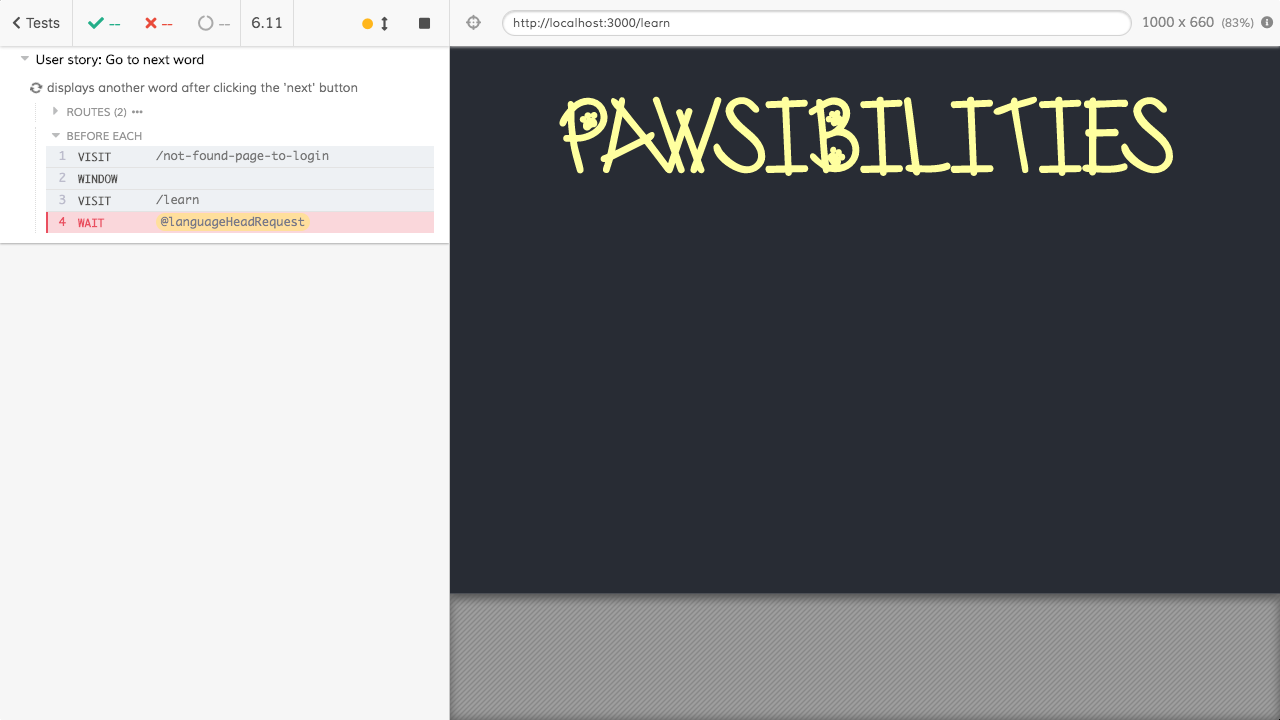 Tests -- -- -- 6.11
http://localhost:3000/learn 1000 x 660 (83%)
User story: Go to next word
displays another word after clicking the 'next' button
ROUTES (2)
BEFORE EACH
1 VISIT /not-found-page-to-login
2 WINDOW
3 VISIT /learn
4 WAIT @languageHeadRequest
PAWSIBILITIES